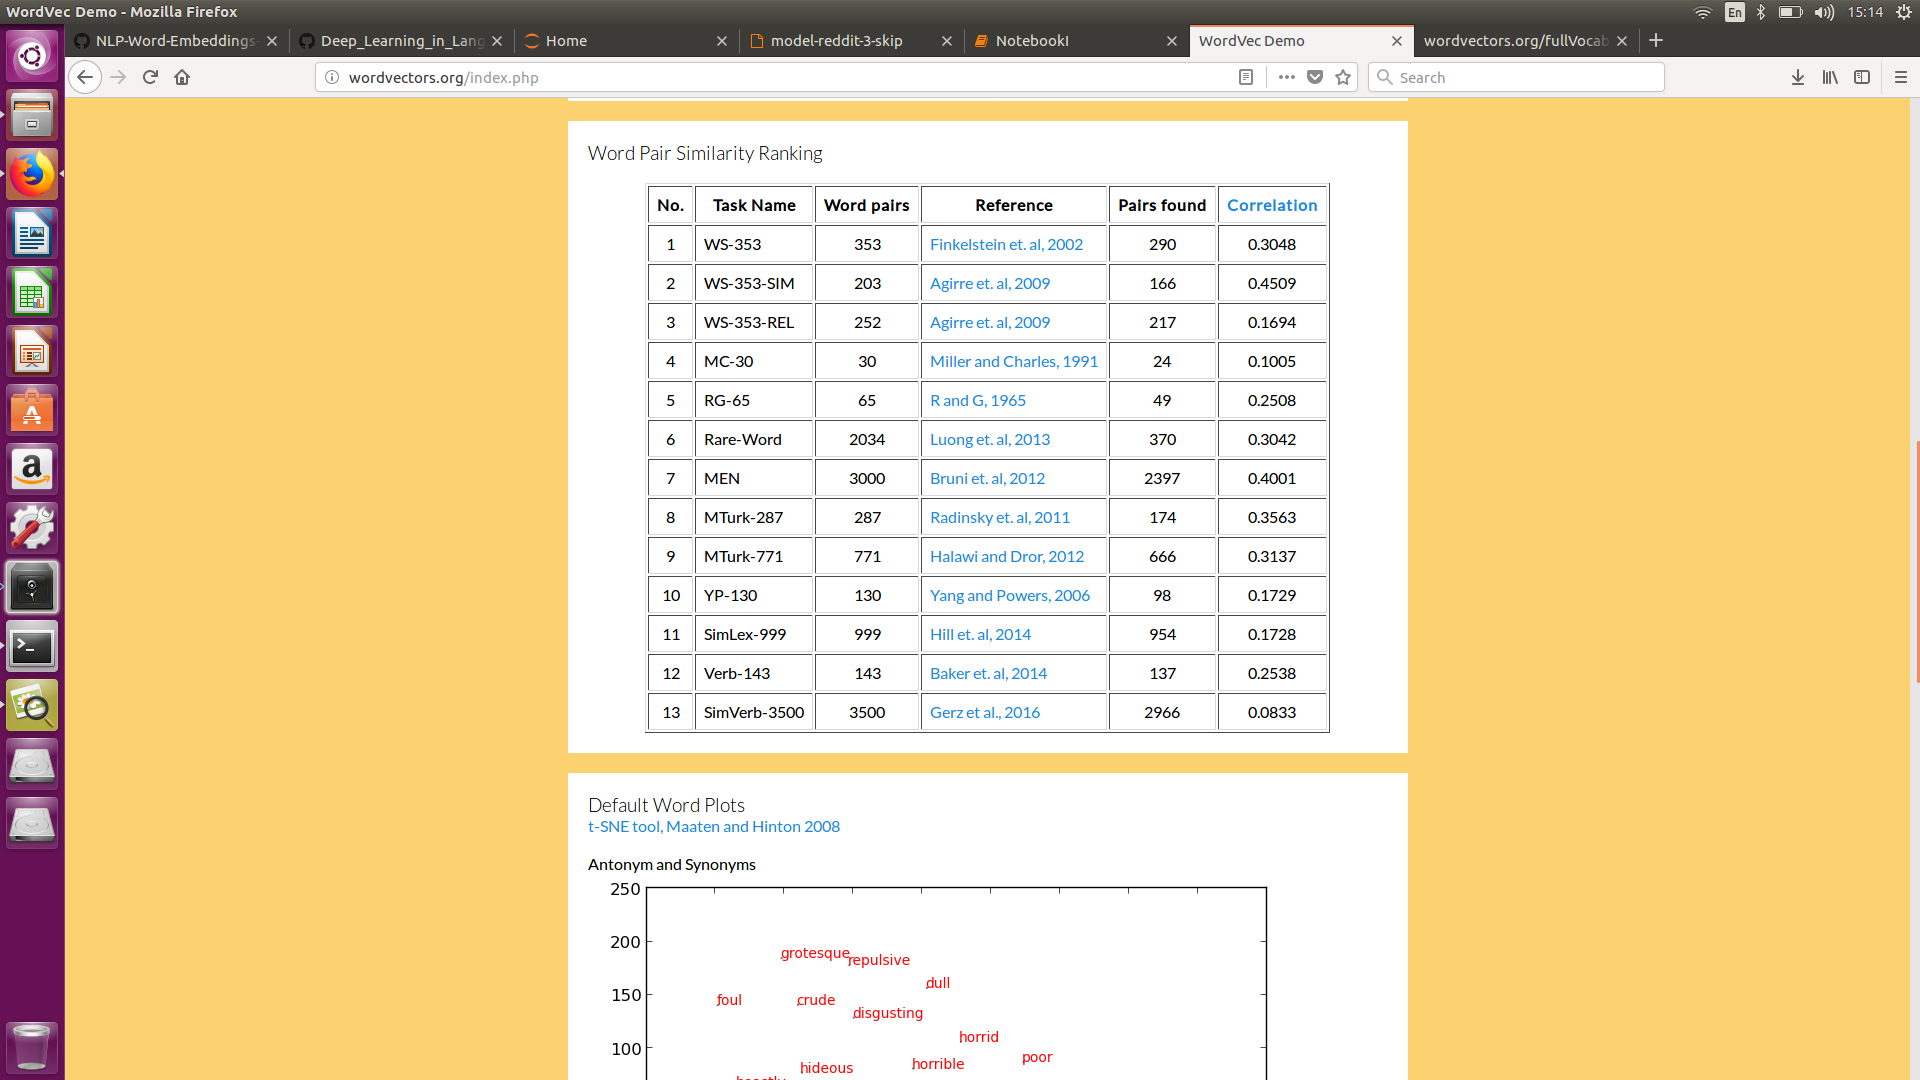 WordVec Demo - Mozilla Firefox
En
15:14
NLP-Word-Embeddings-
Deep_Learning_in_Lang
Home
model-reddit-3-skip
NotebookI
WordVec Demo
wordvectors.org/fullVocab
wordvectors.org/index.php
Search
Word Pair Similarity Ranking
No. Task Name Word pairs Reference Pairs found Correlation
1 WS-353 353 Finkelstein et. al, 2002 290 0.3048
2 WS-353-SIM 203 Agirre et. al, 2009 166 0.4509
3 WS-353-REL 252 Agirre et. al, 2009 217 0.1694
4 MC-30 30 Miller and Charles, 1991 24 0.1005
5 RG-65 65 R and G, 1965 49 0.2508
6 Rare-Word 2034 Luong et. al, 2013 370 0.3042
7 MEN 3000 Bruni et. al, 2012 2397 0.4001
8 MTurk-287 287 Radinsky et. al, 2011 174 0.3563
9 MTurk-771 771 Halawi and Dror, 2012 666 0.3137
10 YP-130 130 Yang and Powers, 2006 98 0.1729
11 SimLex-999 999 Hill et. al, 2014 954 0.1728
12 Verb-143 143 Baker et. al, 2014 137 0.2538
13 SimVerb-3500 3500 Gerz et al., 2016 2966 0.0833
Default Word Plots
t-SNE tool, Maaten and Hinton 2008
Antonym and Synonyms
250
200
grotesque
repulsive
dull
150
foul
crude
disgusting
horrid
100
poor
horrible
hideous